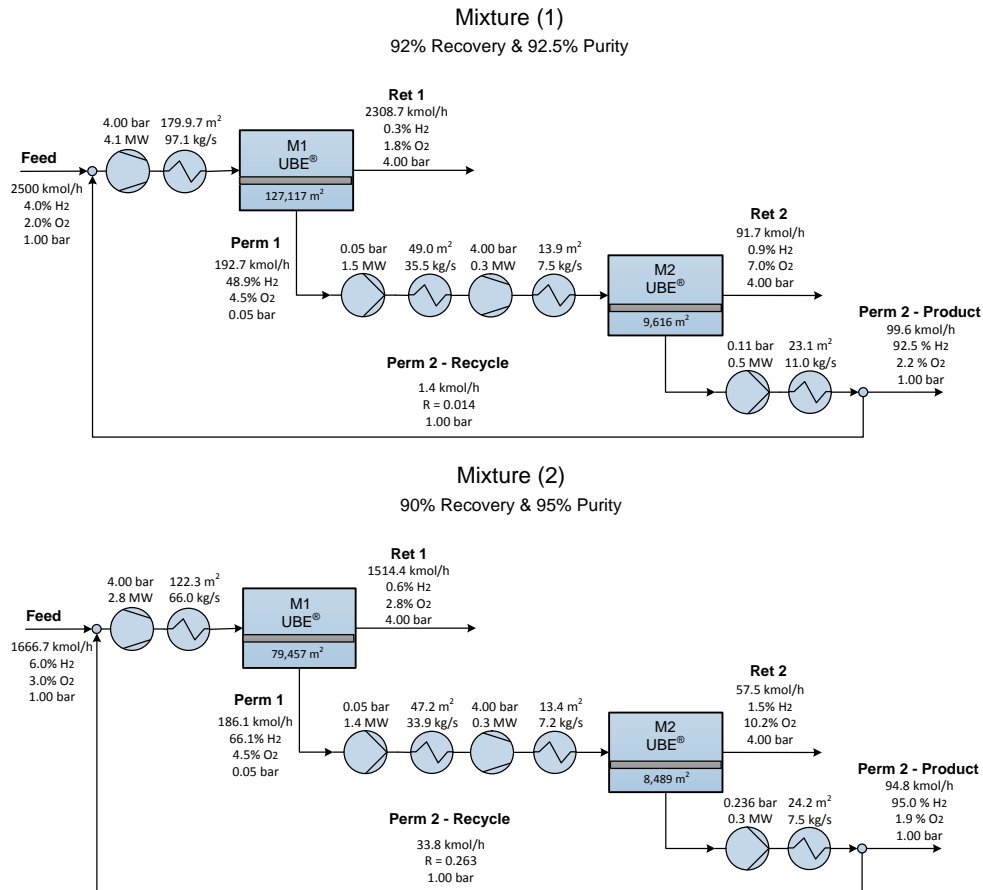 Mixture (1)
92% Recovery & 92.5% Purity
Ret 1
2308.7 kmol/h
0.3% H2
1.8% O2
4.00 bar
4.00 bar
4.1 MW
179.9.7 m²
97.1 kg/s
M1
UBE®
127,117 m²
Feed
2500 kmol/h
4.0% H2
2.0% O2
1.00 bar
Perm 1
192.7 kmol/h
48.9% H2
4.5% O2
0.05 bar
0.05 bar
1.5 MW
49.0 m²
35.5 kg/s
4.00 bar
0.3 MW
13.9 m²
7.5 kg/s
M2
UBE®
9,616 m²
Ret 2
91.7 kmol/h
0.9% H2
7.0% O2
4.00 bar
Perm 2 - Product
99.6 kmol/h
92.5 % H2
2.2 % O2
1.00 bar
0.11 bar
0.5 MW
23.1 m²
11.0 kg/s
Perm 2 - Recycle
1.4 kmol/h
R = 0.014
1.00 bar
Mixture (2)
90% Recovery & 95% Purity
Ret 1
1514.4 kmol/h
0.6% H2
2.8% O2
4.00 bar
4.00 bar
2.8 MW
122.3 m²
66.0 kg/s
M1
UBE®
79,457 m²
Feed
1666.7 kmol/h
6.0% H2
3.0% O2
1.00 bar
Perm 1
186.1 kmol/h
66.1% H2
4.5% O2
0.05 bar
0.05 bar
1.4 MW
47.2 m²
33.9 kg/s
4.00 bar
0.3 MW
13.4 m²
7.2 kg/s
M2
UBE®
8,489 m²
Ret 2
57.5 kmol/h
1.5% H2
10.2% O2
4.00 bar
Perm 2 - Product
94.8 kmol/h
95.0 % H2
1.9 % O2
1.00 bar
0.236 bar
0.3 MW
24.2 m²
7.5 kg/s
Perm 2 - Recycle
33.8 kmol/h
R = 0.263
1.00 bar